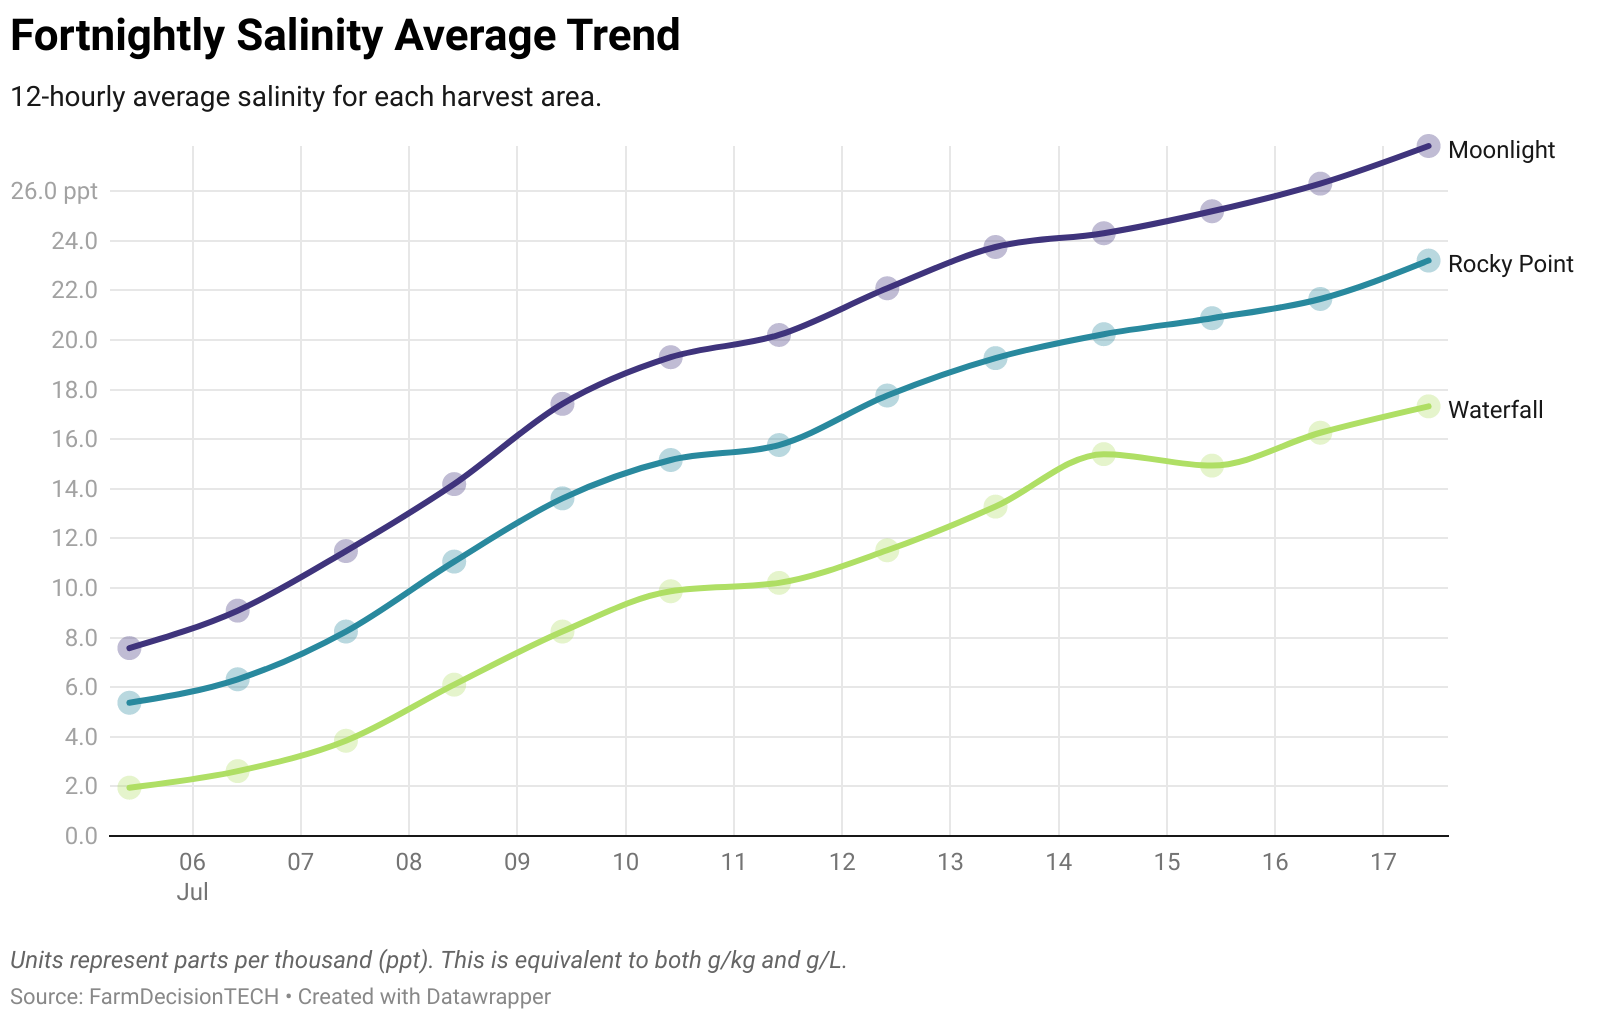 Fortnightly Salinity Average Trend
12-hourly average salinity for each harvest area.
Moonlight
26.0 ppt
24.0
Rocky Point
22.0
20.0
18.0
Waterfall
16.0
14.0
12.0
10.0
8.0
6.0
4.0
2.0
0.0
06 07 08 09 10 11 12 13 14 15 16 17
Jul
Units represent parts per thousand (ppt). This is equivalent to both g/kg and g/L.
Source: FarmDecisionTECH • Created with Datawrapper